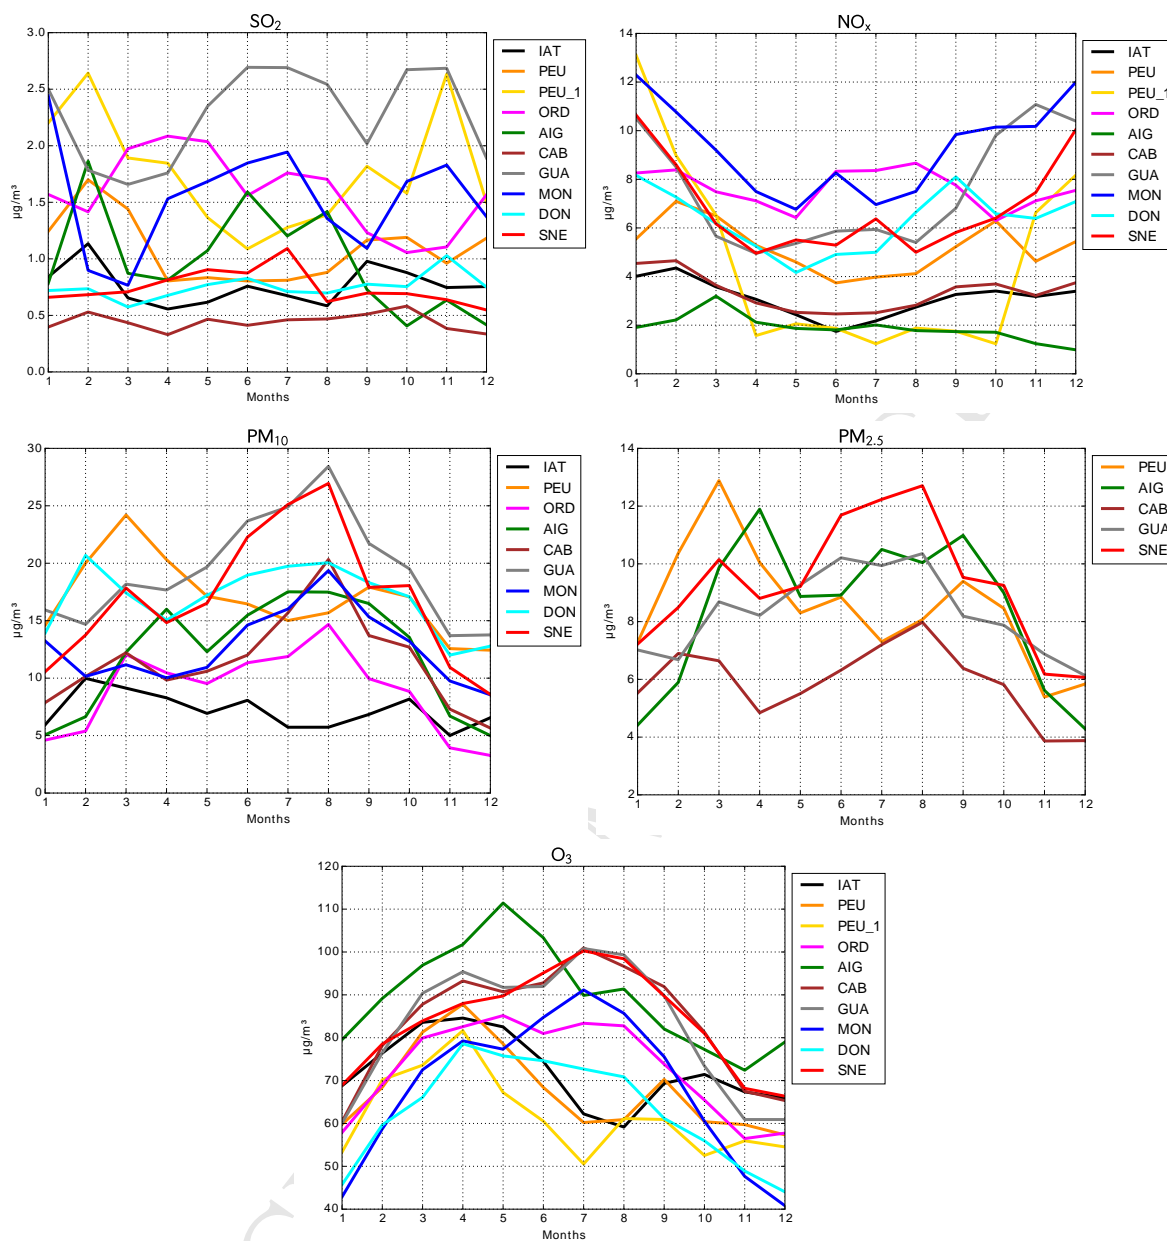 SO2
3.0
2.5
2.0
1.5
1.0
0.5
0.0
µg/m³
1 2 3 4 5 6 7 8 9 10 11 12
Months
IAT
PEU
PEU_1
ORD
AIG
CAB
GUA
MON
DON
SNE
NOx
14
12
10
8
6
4
2
0
µg/m³
1 2 3 4 5 6 7 8 9 10 11 12
Months
IAT
PEU
PEU_1
ORD
AIG
CAB
GUA
MON
DON
SNE
PM10
30
25
20
15
10
5
0
µg/m³
1 2 3 4 5 6 7 8 9 10 11 12
Months
IAT
PEU
ORD
AIG
CAB
GUA
MON
DON
SNE
PM2.5
14
12
10
8
6
4
2
µg/m³
1 2 3 4 5 6 7 8 9 10 11 12
Months
PEU
AIG
CAB
GUA
SNE
O3
120
110
100
90
80
70
60
50
40
µg/m³
1 2 3 4 5 6 7 8 9 10 11 12
Months
IAT
PEU
PEU_1
ORD
AIG
CAB
GUA
MON
DON
SNE